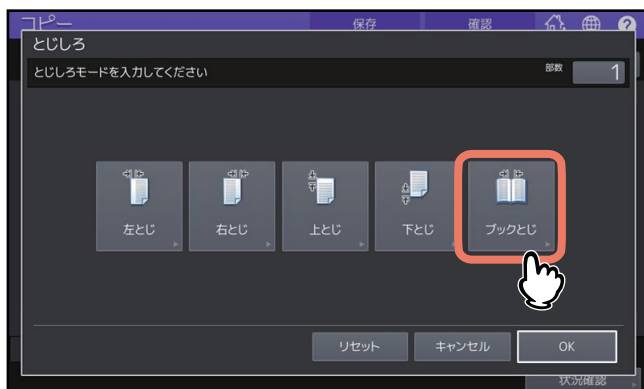 コピー
保存
確認
とじしろ
とじしろモードを入力してください
部数
1
左とじ
右とじ
上とじ
下とじ
ブックとじ
リセット
キャンセル
OK
状況確認